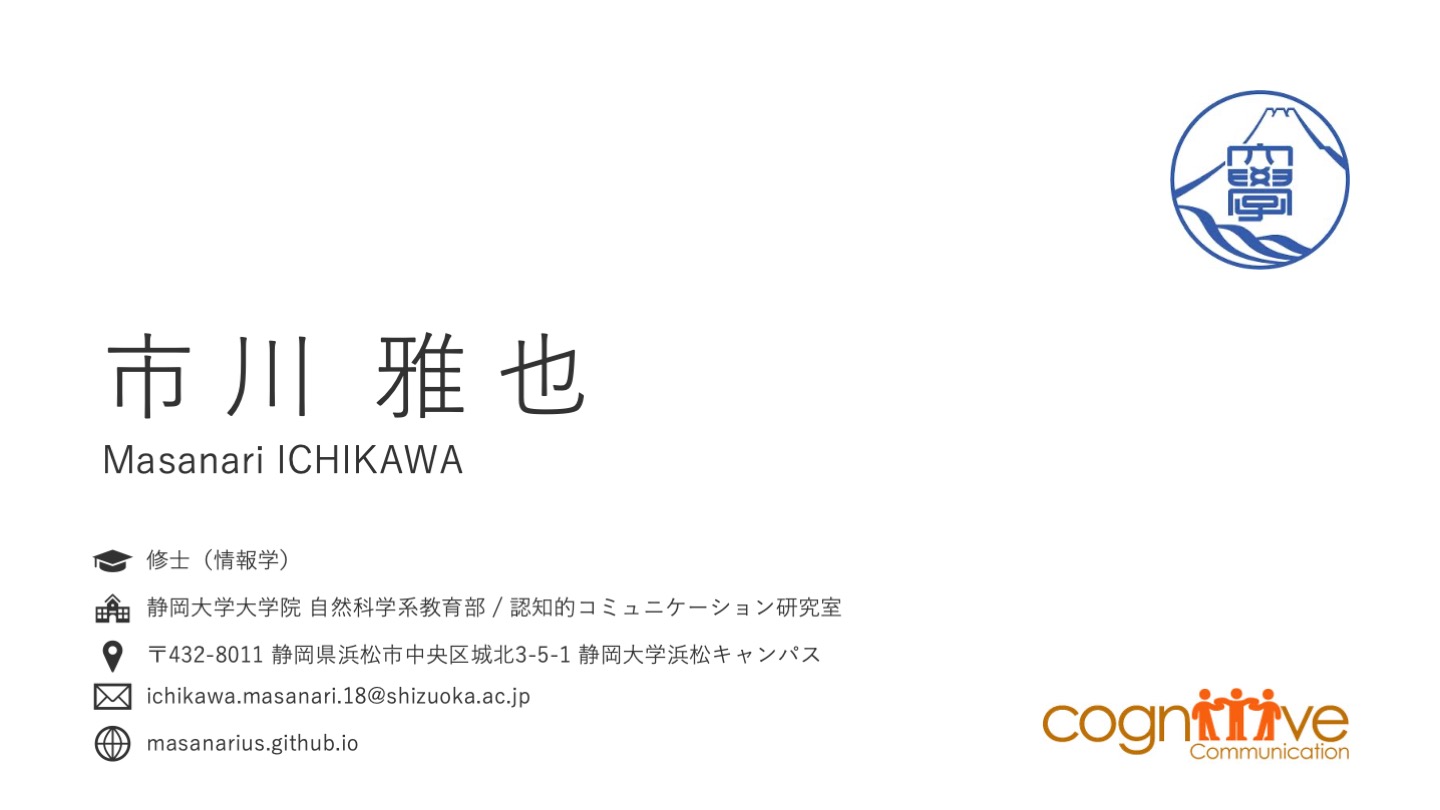 學
市川 雅也
Masanari ICHIKAWA
修士（情報学）
静岡大学大学院 自然科学系教育部 / 認知的コミュニケーション研究室
〒432-8011 静岡県浜松市中央区城北3-5-1 静岡大学浜松キャンパス
ichikawa.masanari.18@shizuoka.ac.jp
masanarius.github.io
cognitive
Communication